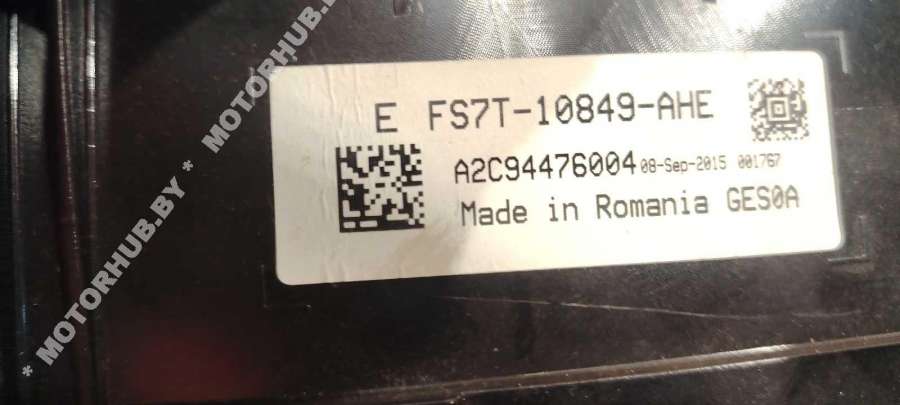 E FS7T-10849-AHE
A2C94476004 08-Sep-2015 001767
Made in Romania GES0A
* MOTORHUB.BY * MOTORHUB
* MOTORHUB.BY *